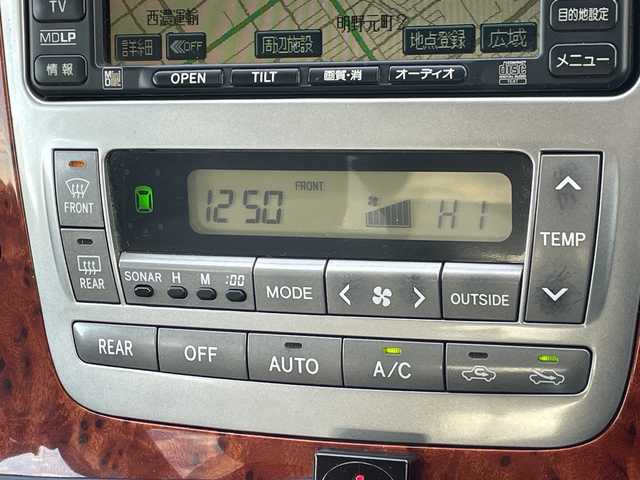 TV
MDLP
情報
西濃運輸
明野元町
詳細
≪OFF
周辺施設
地点登録
広域
目的地設定
メニュー
OPEN
TILT
画質・消
オーディオ
FRONT
12:50
FRONT
HI
TEMP
REAR
SONAR H M :00
MODE
OUTSIDE
REAR
OFF
AUTO
A/C